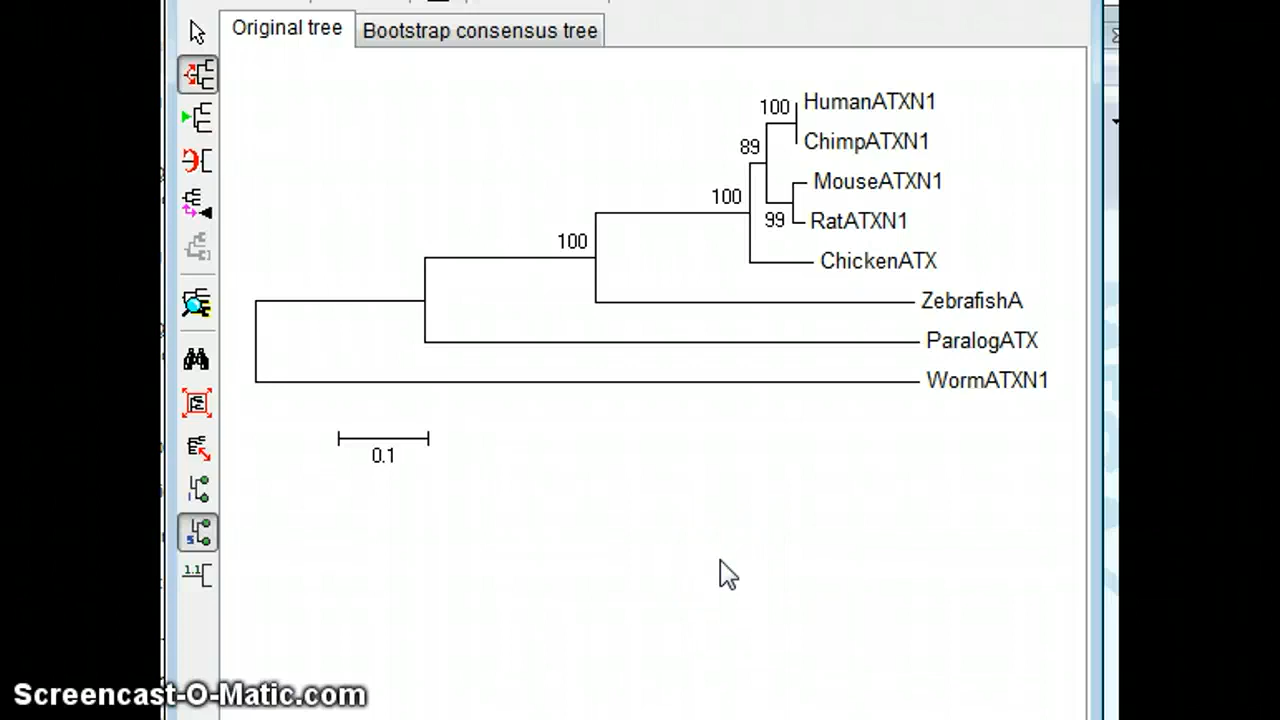 Original tree
Bootstrap consensus tree
100
HumanATXN1
ChimpATXN1
89
MouseATXN1
100
99
RatATXN1
100
ChickenATX
ZebrafishA
ParalogATX
WormATXN1
0.1
1.1
Screencast-O-Matic.com